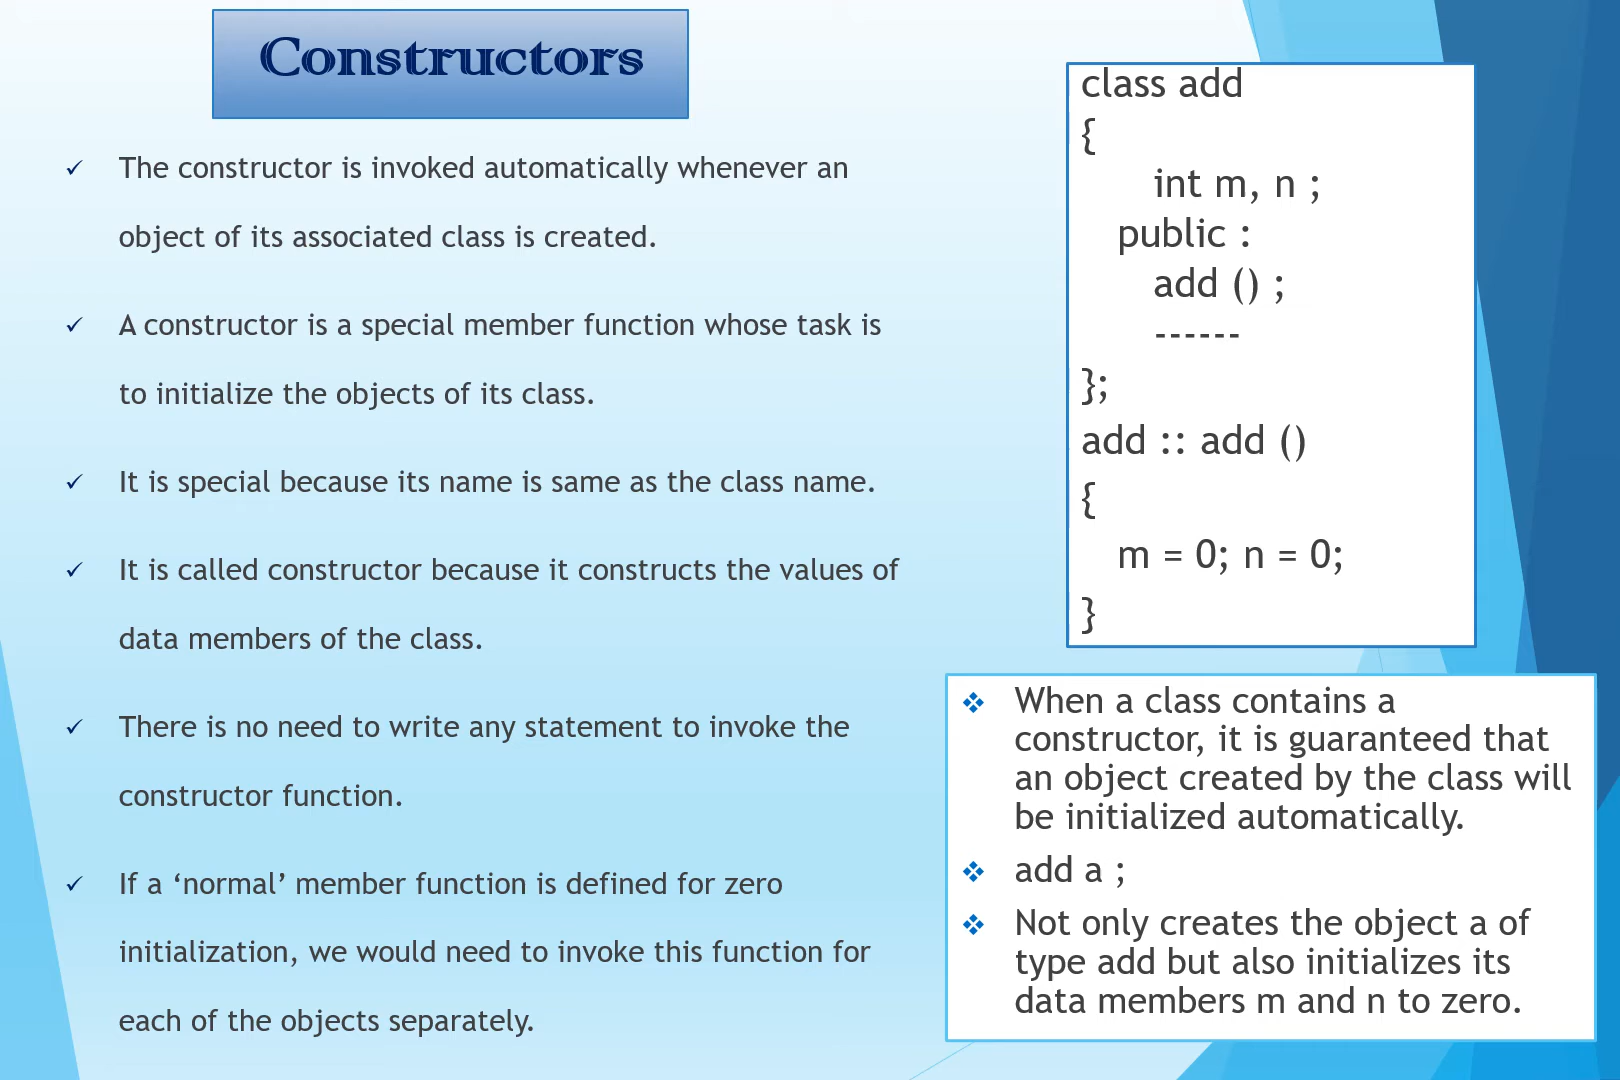 Constructors
The constructor is invoked automatically whenever an
object of its associated class is created.
A constructor is a special member function whose task is
to initialize the objects of its class.
It is special because its name is same as the class name.
It is called constructor because it constructs the values of
data members of the class.
There is no need to write any statement to invoke the
constructor function.
If a ‘normal’ member function is defined for zero
initialization, we would need to invoke this function for
each of the objects separately.
class add
{
int m, n ;
public :
add () ;
------
};
add :: add ()
{
m = 0; n = 0;
}
When a class contains a
constructor, it is guaranteed that
an object created by the class will
be initialized automatically.
add a ;
Not only creates the object a of
type add but also initializes its
data members m and n to zero.